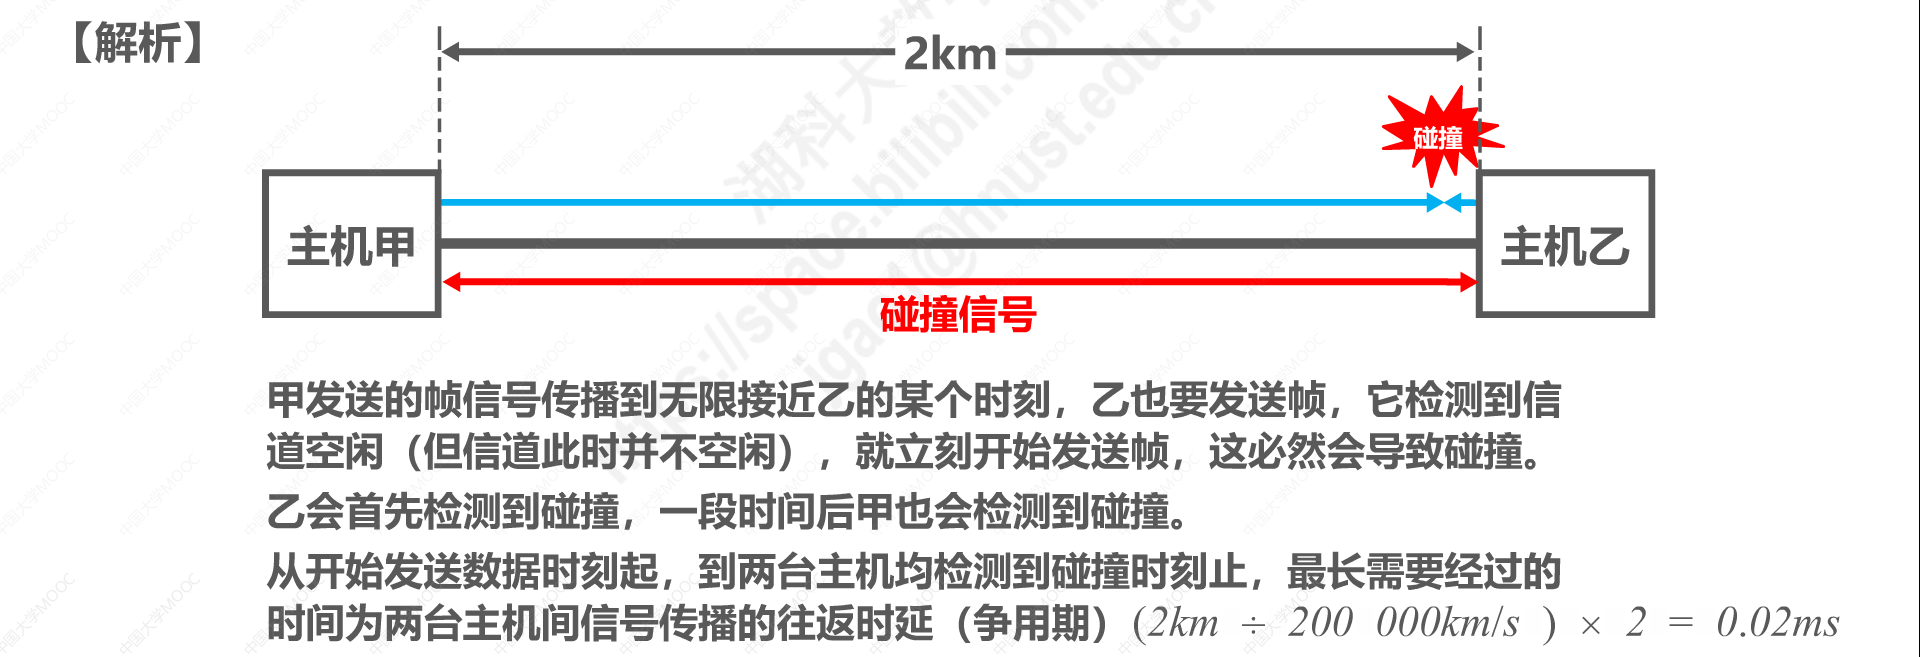 【解析】
2km
碰撞
主机甲
主机乙
碰撞信号
甲发送的帧信号传播到无限接近乙的某个时刻，乙也要发送帧，它检测到信
道空闲（但信道此时并不空闲），就立刻开始发送帧，这必然会导致碰撞。
乙会首先检测到碰撞，一段时间后甲也会检测到碰撞。
从开始发送数据时刻起，到两台主机均检测到碰撞时刻止，最长需要经过的
时间为两台主机间信号传播的往返时延（争用期）(2km ÷ 200 000km/s ) × 2 = 0.02ms
中国大学MOOC